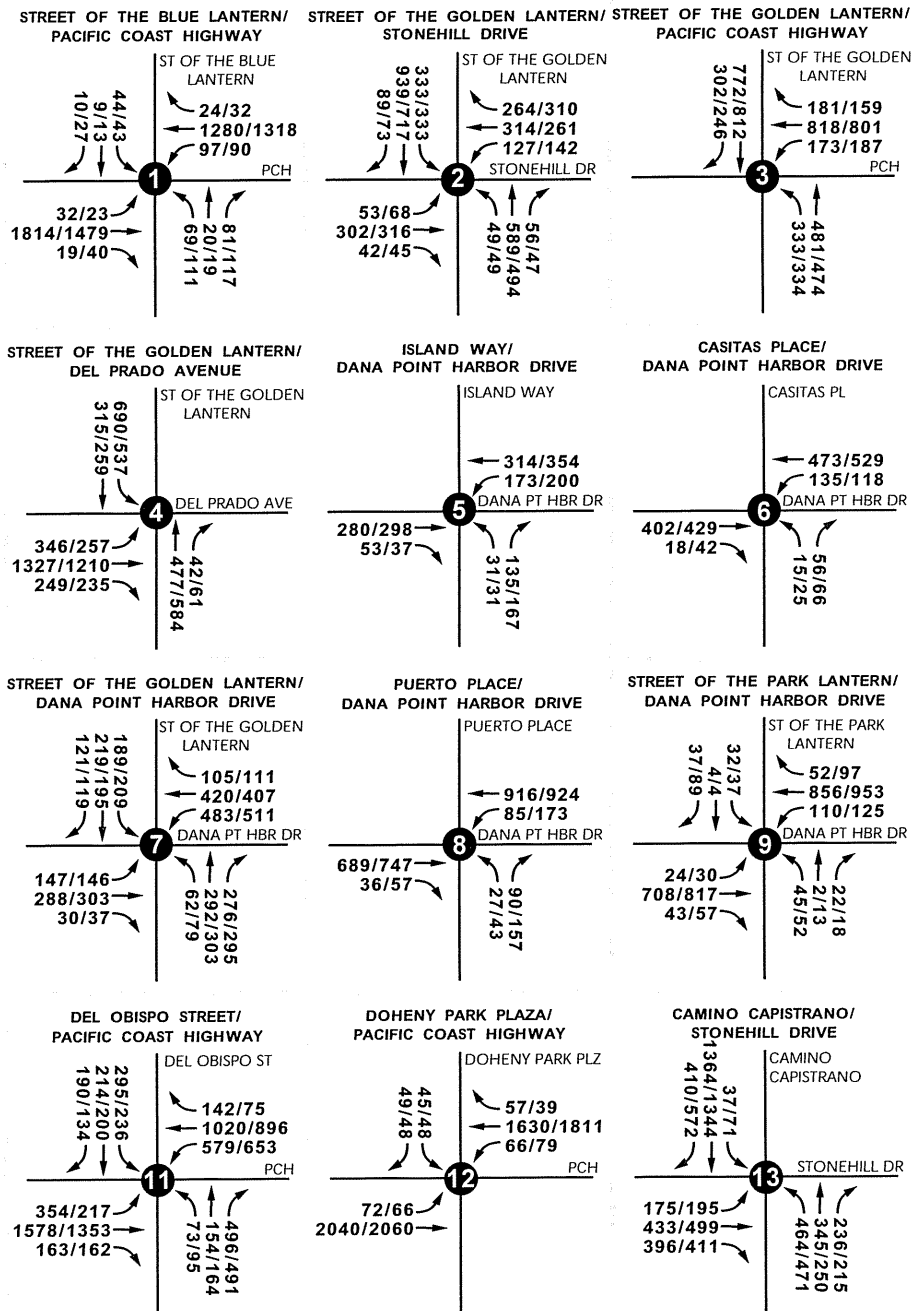 STREET OF THE BLUE LANTERN/
PACIFIC COAST HIGHWAY
ST OF THE BLUE
LANTERN
10/27
9/13
44/43
24/32
1280/1318
97/90
PCH
1
32/23
1814/1479
19/40
69/111
20/19
81/117
STREET OF THE GOLDEN LANTERN/
STONEHILL DRIVE
ST OF THE GOLDEN
LANTERN
89/73
939/717
333/333
264/310
314/261
127/142
STONEHILL DR
2
53/68
302/316
42/45
49/49
589/494
56/47
STREET OF THE GOLDEN LANTERN/
PACIFIC COAST HIGHWAY
ST OF THE GOLDEN
LANTERN
302/246
772/812
181/159
818/801
173/187
PCH
3
333/334
481/474
STREET OF THE GOLDEN LANTERN/
DEL PRADO AVENUE
ST OF THE GOLDEN
LANTERN
315/259
690/537
DEL PRADO AVE
4
346/257
1327/1210
249/235
477/584
42/61
ISLAND WAY/
DANA POINT HARBOR DRIVE
ISLAND WAY
314/354
173/200
DANA PT HBR DR
5
280/298
53/37
31/31
135/167
CASITAS PLACE/
DANA POINT HARBOR DRIVE
CASITAS PL
473/529
135/118
DANA PT HBR DR
6
402/429
18/42
15/25
56/66
STREET OF THE GOLDEN LANTERN/
DANA POINT HARBOR DRIVE
ST OF THE GOLDEN
LANTERN
121/119
219/195
189/209
105/111
420/407
483/511
DANA PT HBR DR
7
147/146
288/303
30/37
62/79
292/303
276/295
PUERTO PLACE/
DANA POINT HARBOR DRIVE
PUERTO PLACE
916/924
85/173
DANA PT HBR DR
8
689/747
36/57
27/43
90/157
STREET OF THE PARK LANTERN/
DANA POINT HARBOR DRIVE
ST OF THE PARK
LANTERN
37/89
4/4
32/37
52/97
856/953
110/125
DANA PT HBR DR
9
24/30
708/817
43/57
45/52
2/13
22/18
DEL OBISPO STREET/
PACIFIC COAST HIGHWAY
DEL OBISPO ST
190/134
214/200
295/236
142/75
1020/896
579/653
PCH
11
354/217
1578/1353
163/162
73/95
154/164
496/491
DOHENY PARK PLAZA/
PACIFIC COAST HIGHWAY
DOHENY PARK PLZ
49/48
45/48
57/39
1630/1811
66/79
PCH
12
72/66
2040/2060
CAMINO CAPISTRANO/
STONEHILL DRIVE
CAMINO
CAPISTRANO
410/572
1364/1344
37/71
STONEHILL DR
13
175/195
433/499
396/411
464/471
345/250
236/215